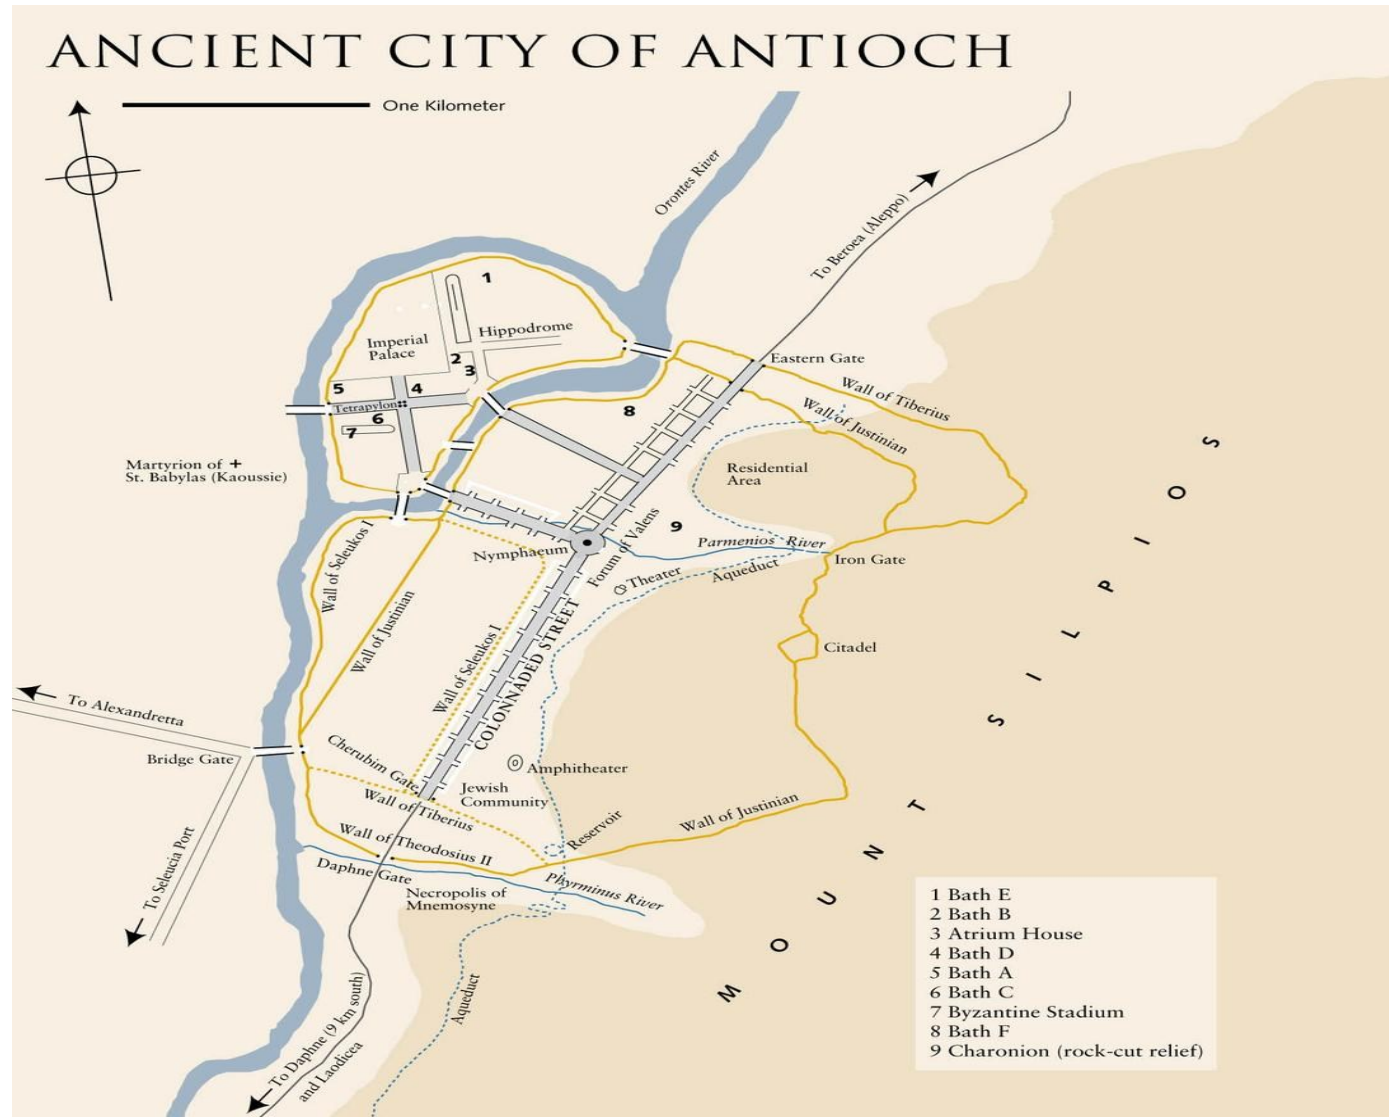 ANCIENT CITY OF ANTIOCH
One Kilometer
Orontes River
To Beroea (Aleppo)
1
Hippodrome
Imperial
Palace
2
3
5
4
Tetrapylon
6
7
8
Eastern Gate
Wall of Tiberius
Wall of Justinian
Martyrion of +
St. Babylas (Kaoussie)
Residential
Area
9
Parmenios River
Iron Gate
Nymphaeum
Forum of Valens
Theater
Aqueduct
Wall of Seleukos I
Wall of Justinian
Wall of Seleukos I
COLONNADED STREET
Citadel
MOUNT SILPIOS
To Alexandretta
Bridge Gate
Cherubim Gate
Amphitheater
Jewish
Community
Wall of Tiberius
Reservoir
Wall of Justinian
Wall of Theodosius II
Daphne Gate
Necropolis of
Mnemosyne
Phyrminus River
To Seleucia Port
Aqueduct
To Daphne (9 km south)
and Laodicea
1 Bath E
2 Bath B
3 Atrium House
4 Bath D
5 Bath A
6 Bath C
7 Byzantine Stadium
8 Bath F
9 Charonion (rock-cut relief)